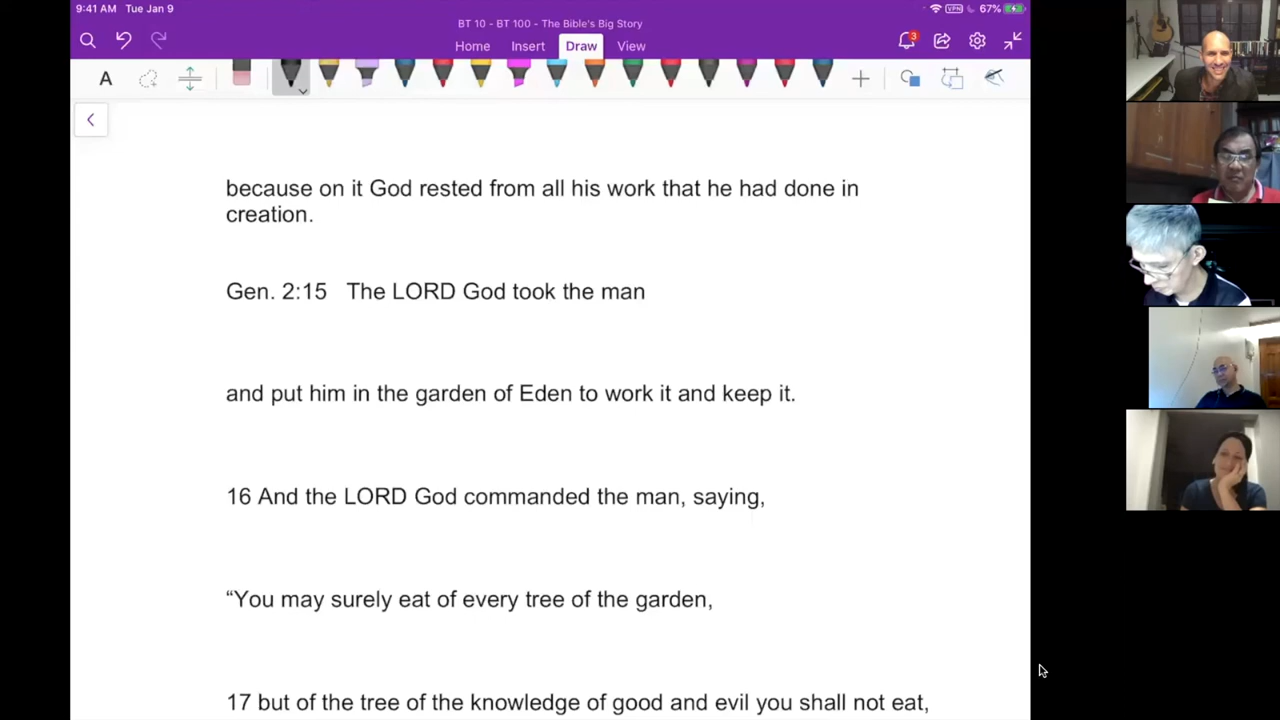 9:41 AM Tue Jan 9
VPN 67%
BT 10 - BT 100 - The Bible's Big Story
Home Insert Draw View
3
A
because on it God rested from all his work that he had done in
creation.
Gen. 2:15 The LORD God took the man
and put him in the garden of Eden to work it and keep it.
16 And the LORD God commanded the man, saying,
“You may surely eat of every tree of the garden,
17 but of the tree of the knowledge of good and evil you shall not eat,